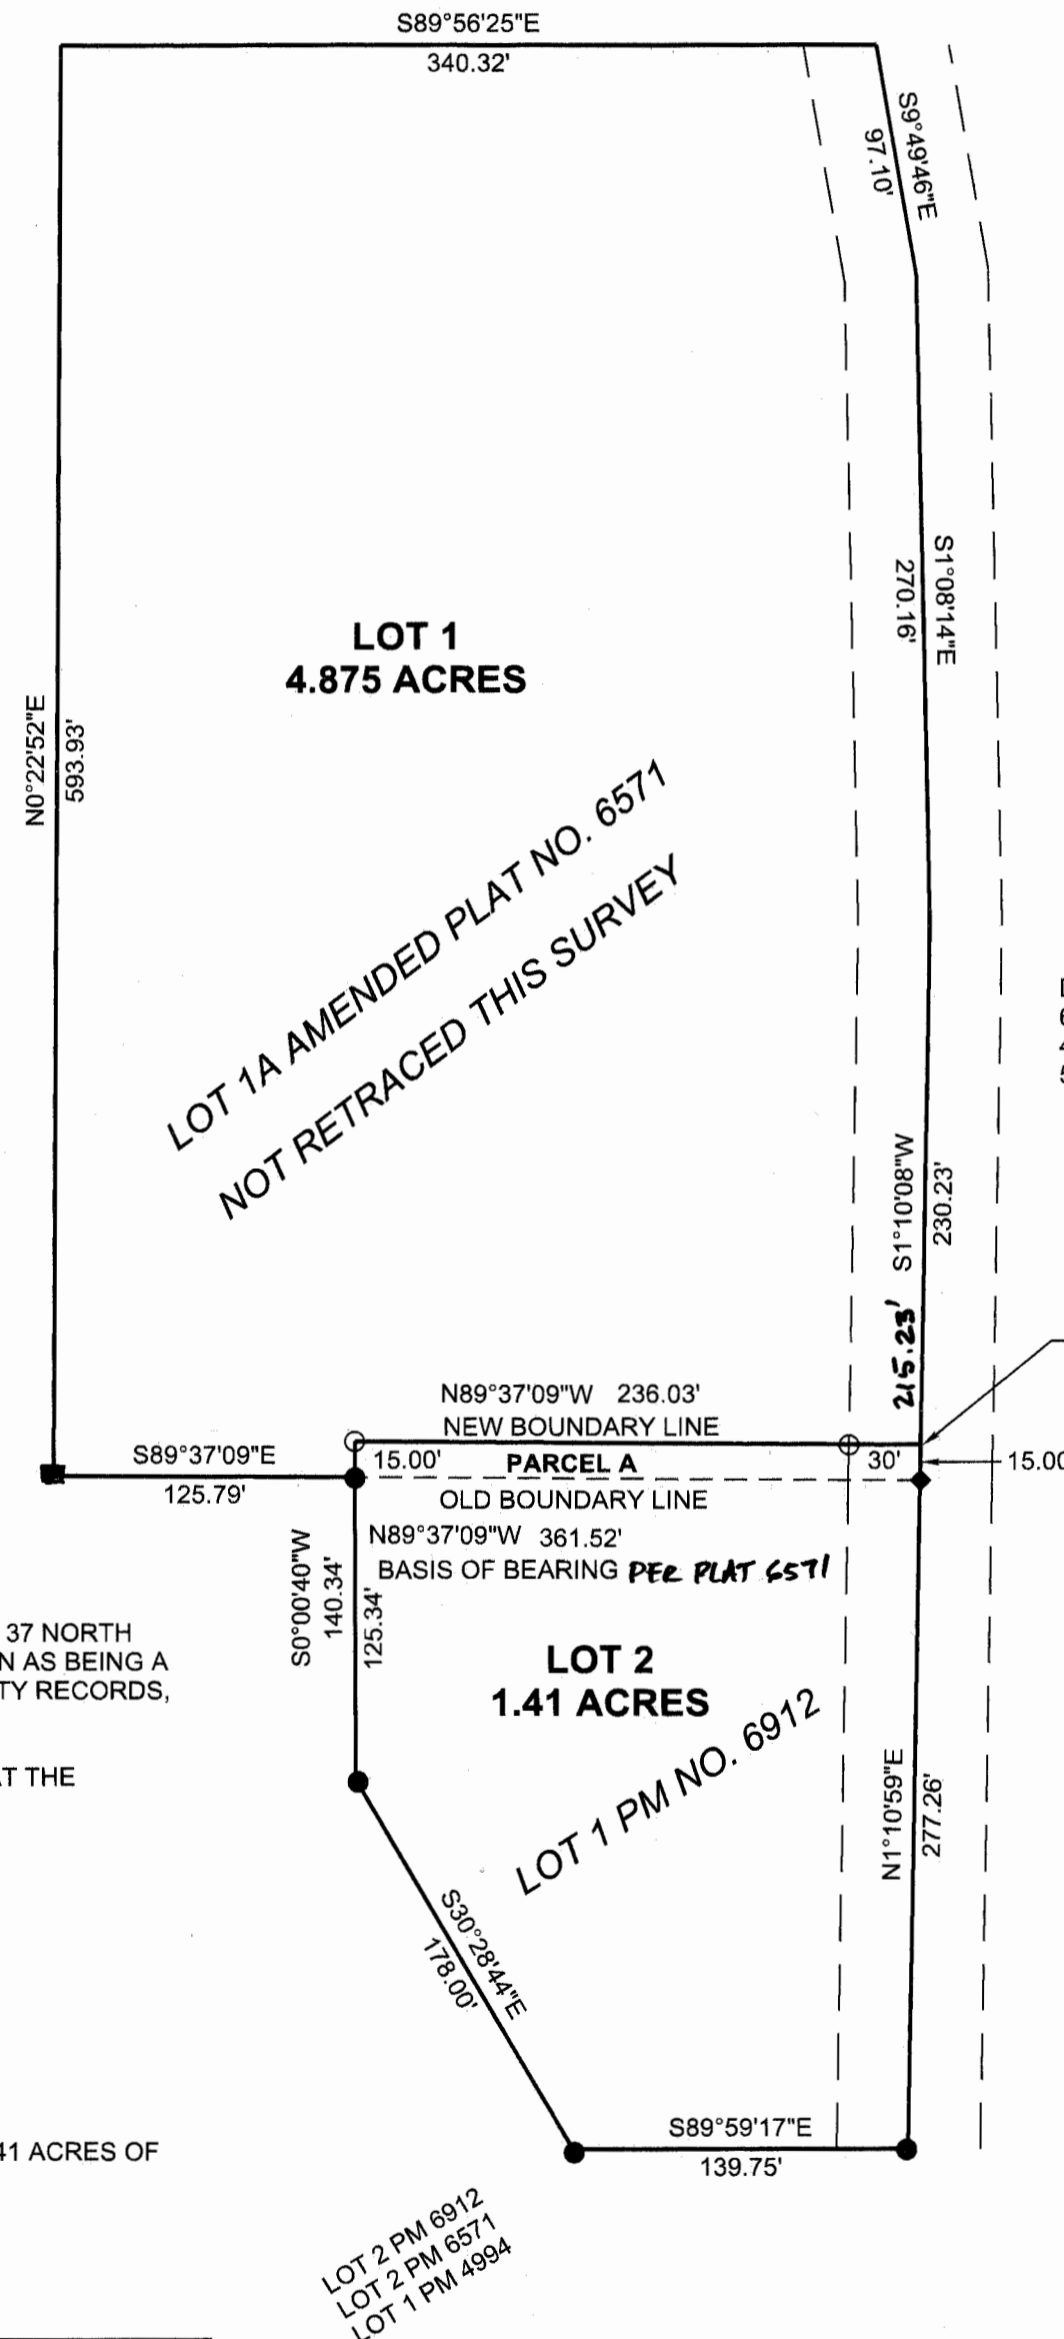 S89°56'25"E
340.32'
S9°49'46"E
97.10'
S1°08'14"E
270.16'
LOT 1
4.875 ACRES
N0°22'52"E
593.93'
LOT 1A AMENDED PLAT NO. 6571
NOT RETRACED THIS SURVEY
S1°10'08"W
230.23'
215.23'
N89°37'09"W 236.03'
NEW BOUNDARY LINE
S89°37'09"E
125.79'
15.00'
PARCEL A
30'
15.00
OLD BOUNDARY LINE
N89°37'09"W 361.52'
BASIS OF BEARING PER PLAT 6571
S0°00'40"W
140.34'
125.34'
37 NORTH
N AS BEING A
TY RECORDS,
LOT 2
1.41 ACRES
LOT 1 PM NO. 6912
AT THE
N1°10'59"E
277.26'
S30°28'44"E
178.00'
S89°59'17"E
139.75'
41 ACRES OF
LOT 2 PM 6912
LOT 2 PM 6571
LOT 1 PM 4994